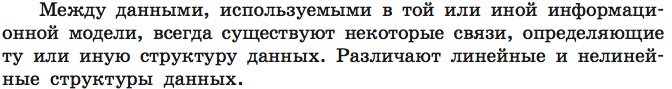 Между данными, используемыми в той или иной информаци-
онной модели, всегда существуют некоторые связи, определяющие
ту или иную структуру данных. Различают линейные и нелиней-
ные структуры данных.